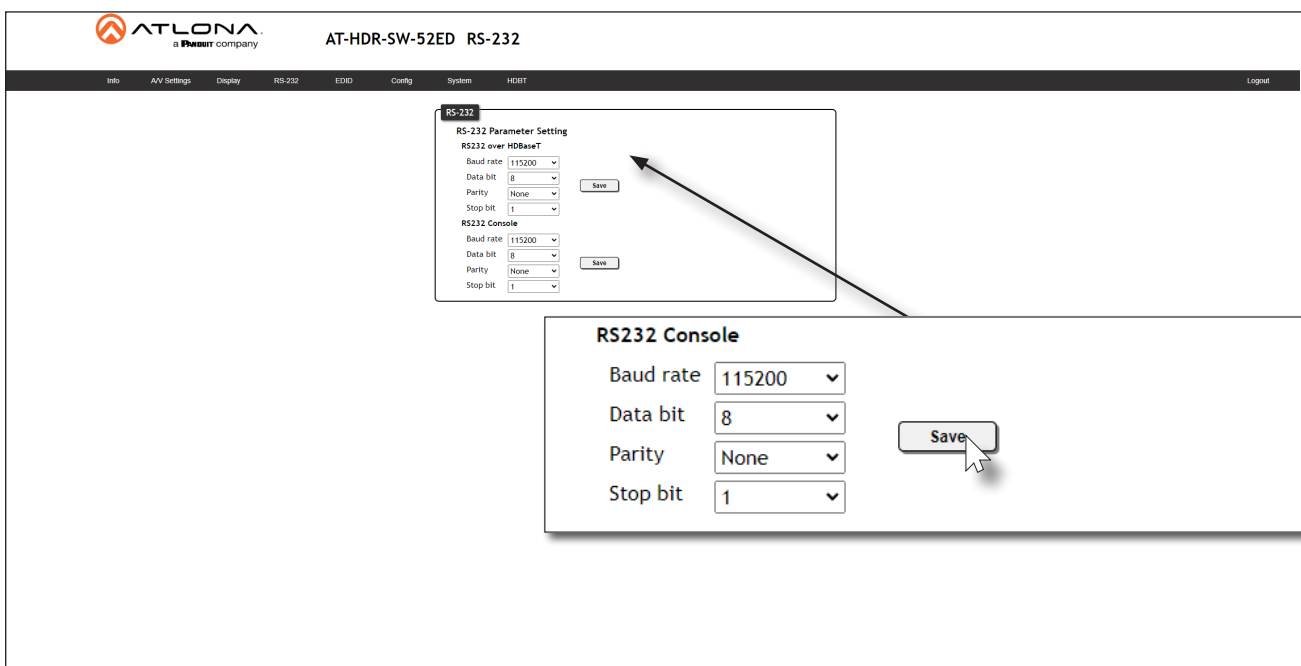 ATLONA.
a PANDUIT company
AT-HDR-SW-52ED RS-232
Info A/V Settings Display RS-232 EDID Config System HDBT Logout
RS-232
RS-232 Parameter Setting
RS232 over HDBaseT
Baud rate 115200
Data bit 8
Save
Parity None
Stop bit 1
RS232 Console
Baud rate 115200
Data bit 8
Save
Parity None
Stop bit 1
RS232 Console
Baud rate 115200
Data bit 8
Save
Parity None
Stop bit 1